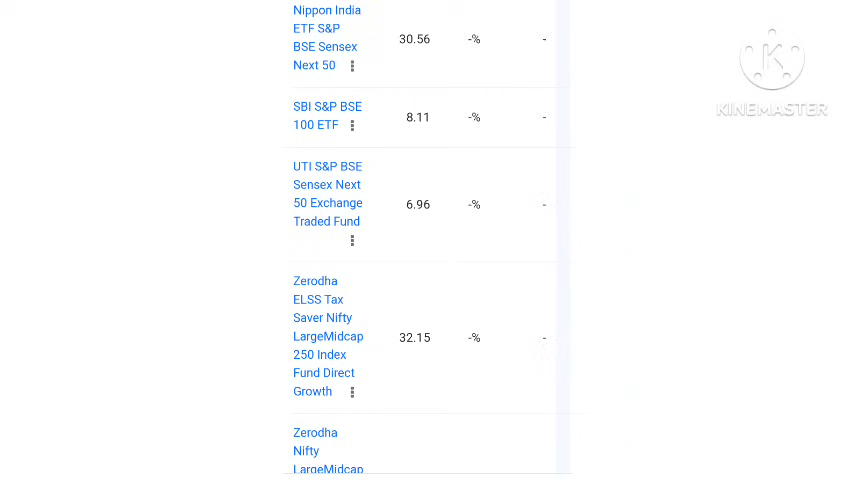 Nippon India
ETF S&P
BSE Sensex
Next 50
30.56 -% -
SBI S&P BSE
100 ETF
8.11 -% -
UTI S&P BSE
Sensex Next
50 Exchange
Traded Fund
6.96 -% -
Zerodha
ELSS Tax
Saver Nifty
LargeMidcap
250 Index
Fund Direct
Growth
32.15 -% -
Zerodha
Nifty
LargeMidcap
K
KINEMASTER